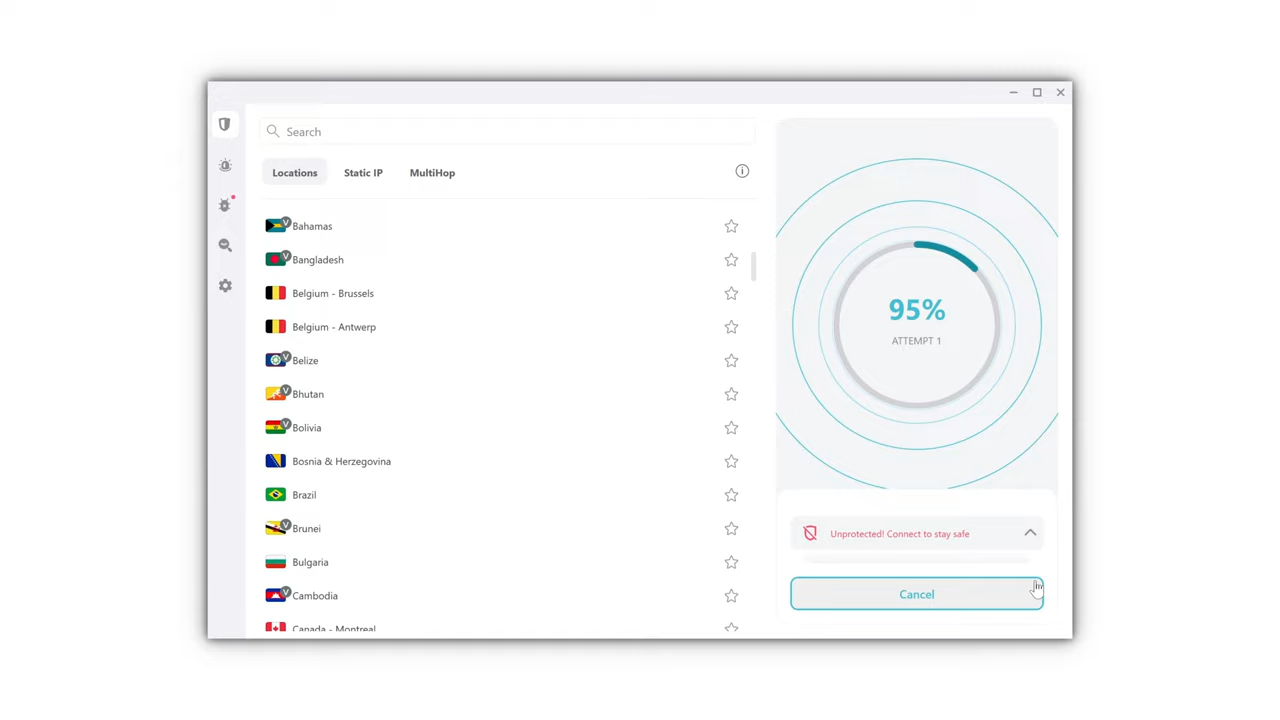 Search
Locations Static IP MultiHop
V Bahamas
V Bangladesh
Belgium - Brussels
Belgium - Antwerp
V Belize
V Bhutan
V Bolivia
Bosnia & Herzegovina
Brazil
V Brunei
Bulgaria
V Cambodia
Canada - Montreal
95%
ATTEMPT 1
Unprotected! Connect to stay safe
Cancel